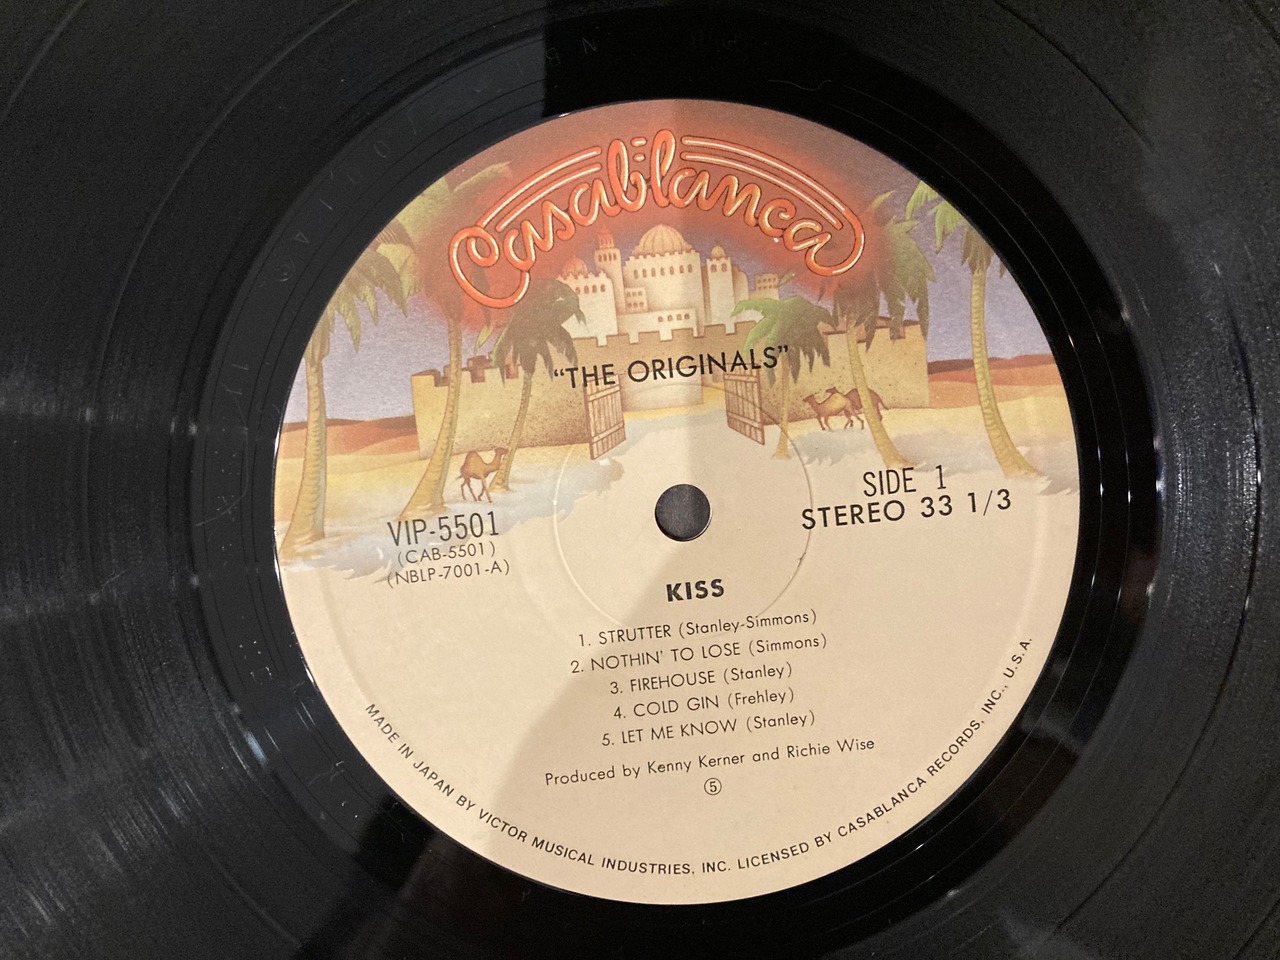 Casablanca
"THE ORIGINALS"
SIDE 1
STEREO 33 1/3
VIP-5501
(CAB-5501)
(NBLP-7001-A)
KISS
1. STRUTTER (Stanley-Simmons)
2. NOTHIN' TO LOSE (Simmons)
3. FIREHOUSE (Stanley)
4. COLD GIN (Frehley)
5. LET ME KNOW (Stanley)
Produced by Kenny Kerner and Richie Wise
⑤
MADE IN JAPAN BY VICTOR MUSICAL INDUSTRIES, INC. LICENSED BY CASABLANCA RECORDS, INC., U.S.A.